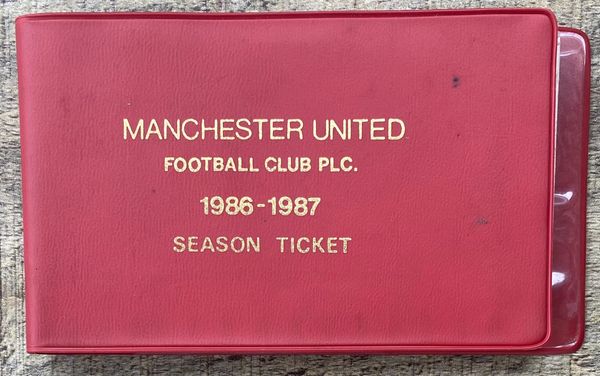 MANCHESTER UNITED
FOOTBALL CLUB PLC.
1986-1987
SEASON TICKET